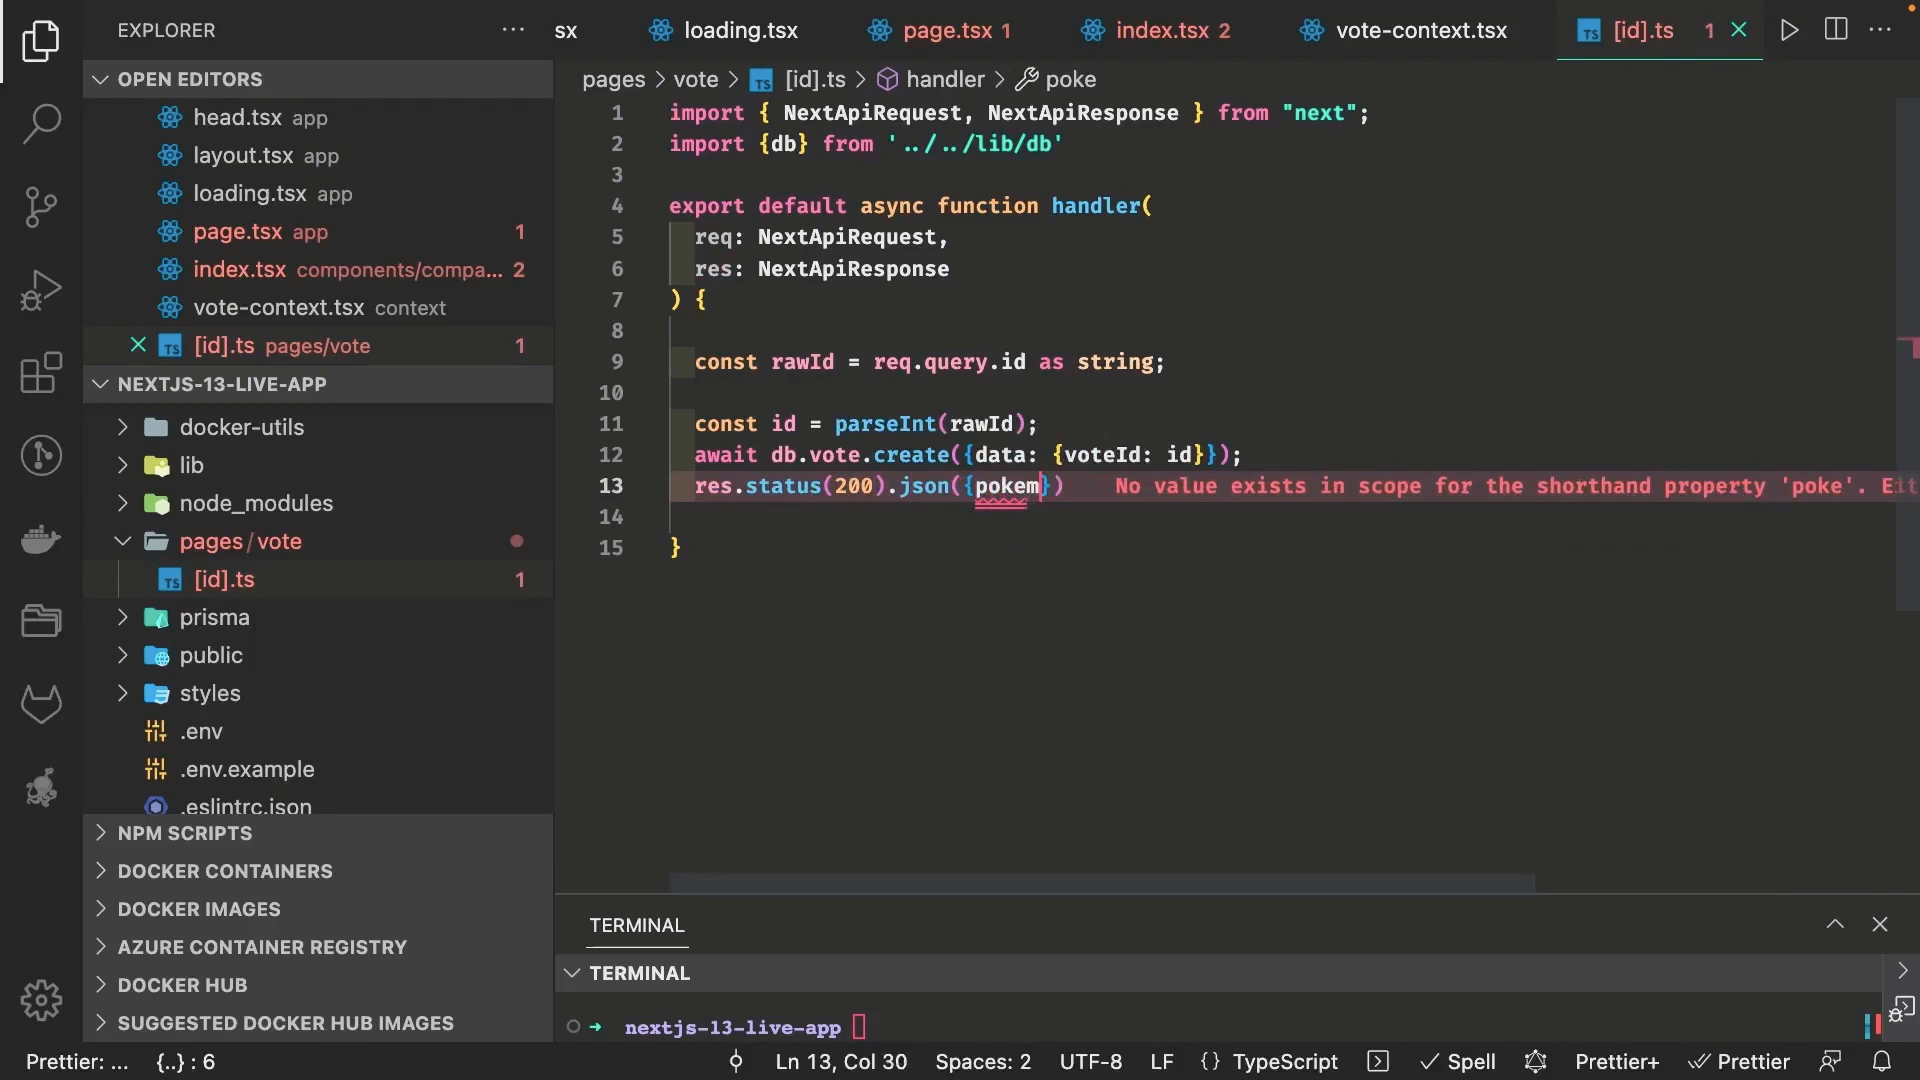 EXPLORER
sx
loading.tsx
page.tsx 1
index.tsx 2
vote-context.tsx
TS [id].ts 1
OPEN EDITORS
head.tsx app
layout.tsx app
loading.tsx app
page.tsx app 1
index.tsx components/compa... 2
vote-context.tsx context
TS [id].ts pages/vote 1
NEXTJS-13-LIVE-APP
docker-utils
lib
node_modules
pages/vote
TS [id].ts 1
prisma
public
styles
.env
.env.example
.eslintrc.json
NPM SCRIPTS
DOCKER CONTAINERS
DOCKER IMAGES
AZURE CONTAINER REGISTRY
DOCKER HUB
SUGGESTED DOCKER HUB IMAGES
pages > vote > TS [id].ts > handler > poke
1 import { NextApiRequest, NextApiResponse } from "next";
2 import {db} from '../../lib/db'
3
4 export default async function handler(
5 req: NextApiRequest,
6 res: NextApiResponse
7 ) {
8
9 const rawId = req.query.id as string;
10
11 const id = parseInt(rawId);
12 await db.vote.create({data: {voteId: id}});
13 res.status(200).json({pokem}) No value exists in scope for the shorthand property 'poke'. Eit
14
15 }
TERMINAL
TERMINAL
→ nextjs-13-live-app
Prettier: ... {..} : 6
Ln 13, Col 30 Spaces: 2 UTF-8 LF {} TypeScript Spell Prettier+ Prettier